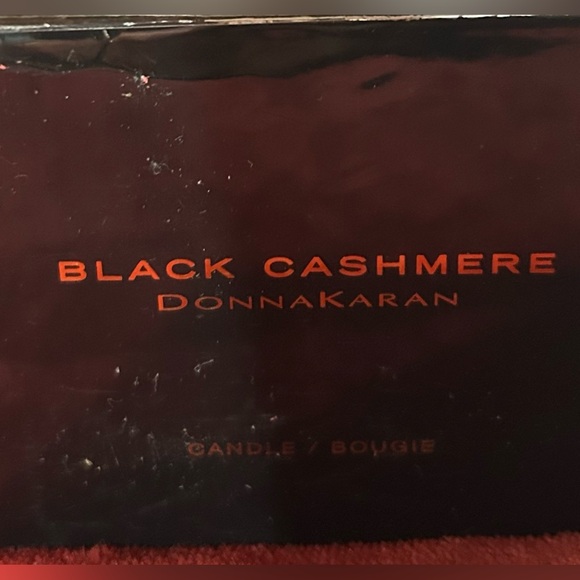 BLACK CASHMERE
DONNAKARAN
CANDLE / BOUGIE